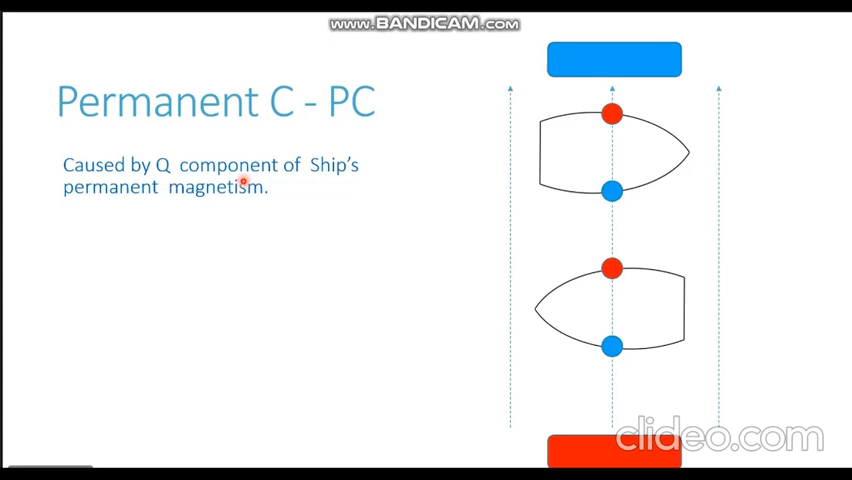 www.BANDICAM.com
Permanent C - PC
Caused by Q component of Ship's
permanent magnetism.
clideo.com